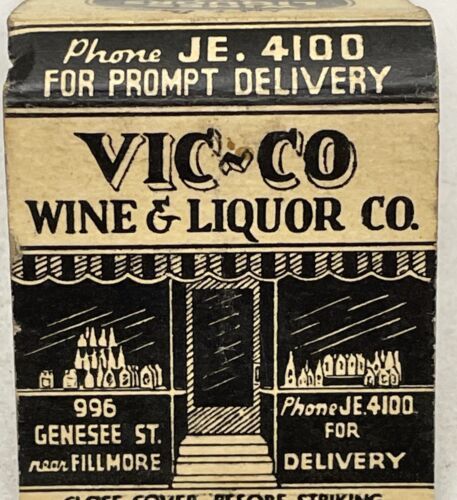 Phone JE. 4100
FOR PROMPT DELIVERY
VIC-CO
WINE & LIQUOR CO.
996
GENESEE ST.
near FILLMORE
Phone JE.4100
FOR
DELIVERY
CLOSE COVER BEFORE STRIKING